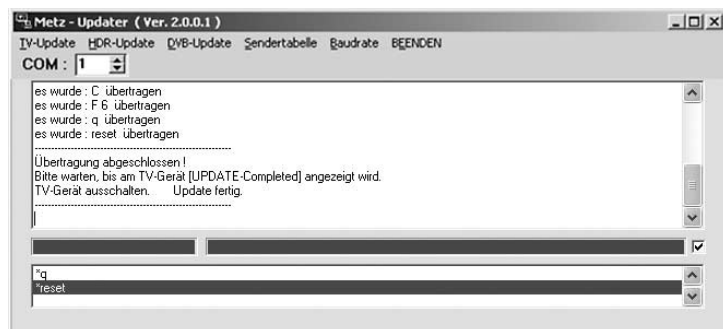 Metz - Updater ( Ver. 2.0.0.1 )
TV-Update HDR-Update DVB-Update Sendertabelle Baudrate BEENDEN
COM : 1
es wurde : C übertragen
es wurde : F 6 übertragen
es wurde : q übertragen
es wurde : reset übertragen
Übertragung abgeschlossen !
Bitte warten, bis am TV-Gerät [UPDATE-Completed] angezeigt wird.
TV-Gerät ausschalten. Update fertig.
*q
*reset